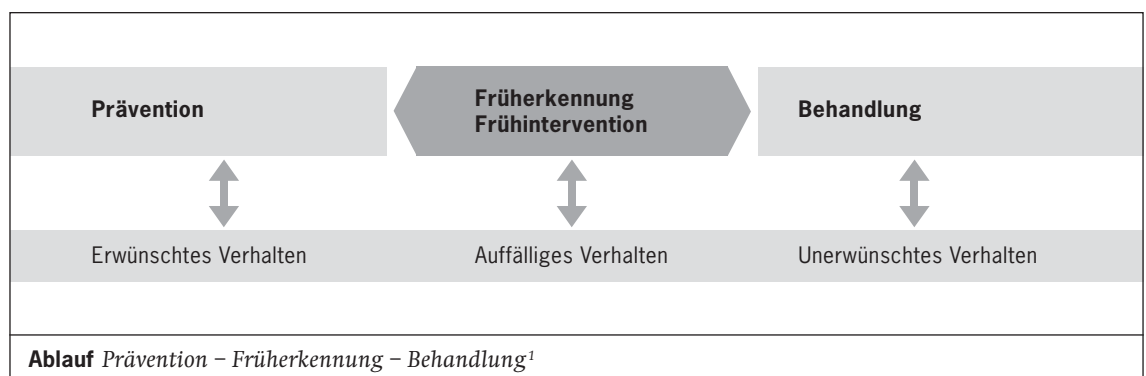 Prävention
Früherkennung
Frühintervention
Behandlung
Erwünschtes Verhalten
Auffälliges Verhalten
Unerwünschtes Verhalten
Ablauf Prävention – Früherkennung – Behandlung¹